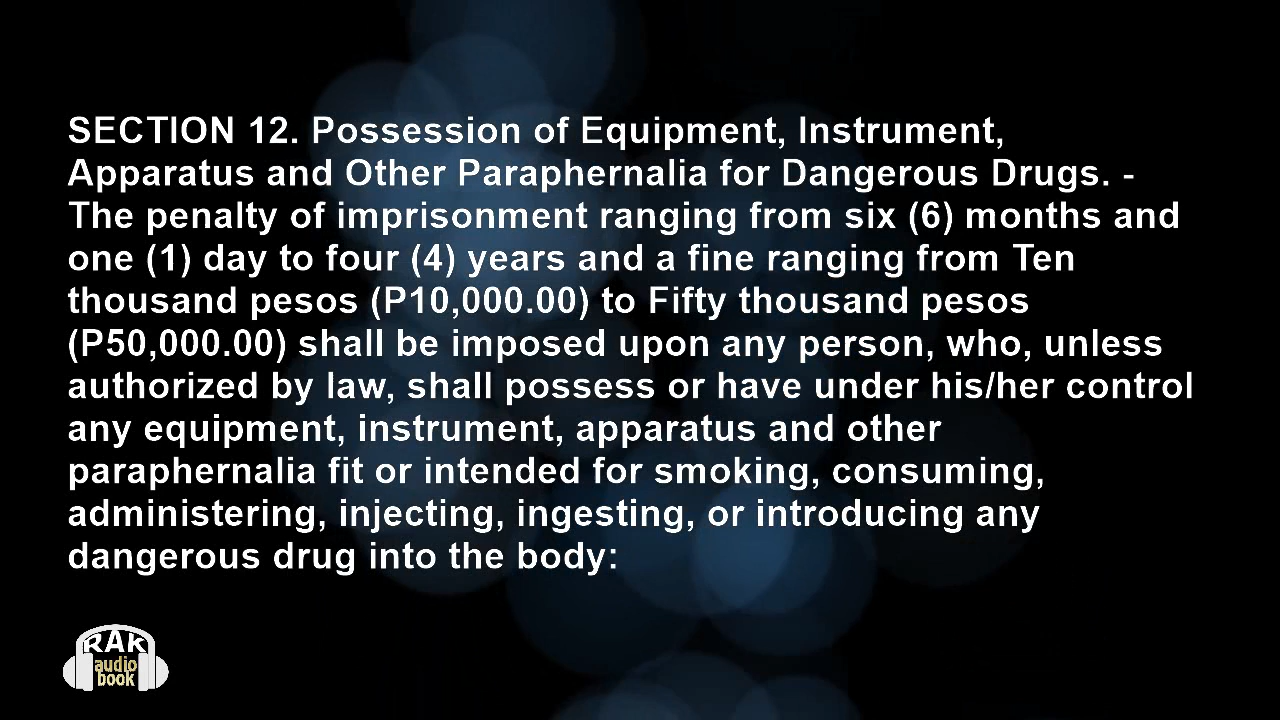 SECTION 12. Possession of Equipment, Instrument,
Apparatus and Other Paraphernalia for Dangerous Drugs. -
The penalty of imprisonment ranging from six (6) months and
one (1) day to four (4) years and a fine ranging from Ten
thousand pesos (P10,000.00) to Fifty thousand pesos
(P50,000.00) shall be imposed upon any person, who, unless
authorized by law, shall possess or have under his/her control
any equipment, instrument, apparatus and other
paraphernalia fit or intended for smoking, consuming,
administering, injecting, ingesting, or introducing any
dangerous drug into the body:
RAK
audio
book